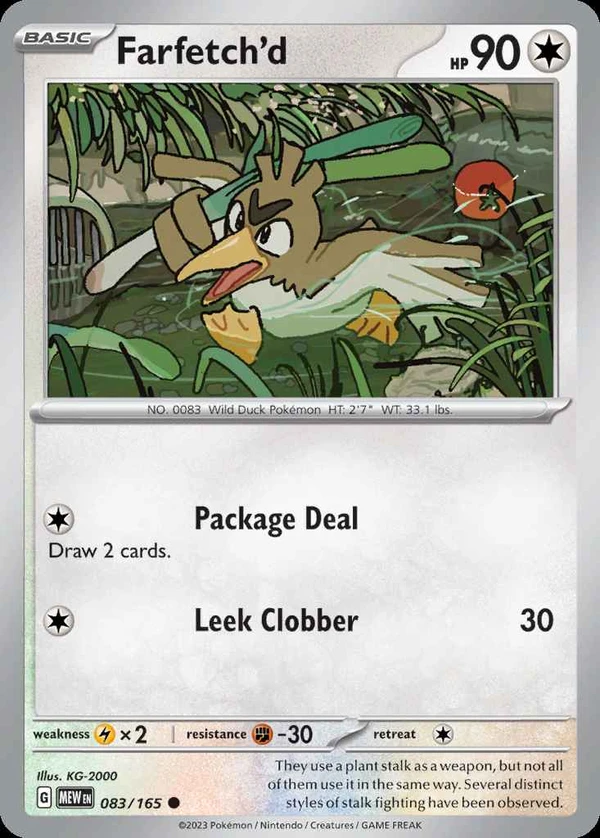 BASIC
Farfetch'd
HP 90
NO. 0083 Wild Duck Pokémon HT: 2'7" WT: 33.1 lbs.
Package Deal
Draw 2 cards.
Leek Clobber 30
weakness ×2 resistance -30 retreat
Illus. KG-2000
G MEW EN 083/165
They use a plant stalk as a weapon, but not all
of them use it in the same way. Several distinct
styles of stalk fighting have been observed.
©2023 Pokémon / Nintendo / Creatures / GAME FREAK